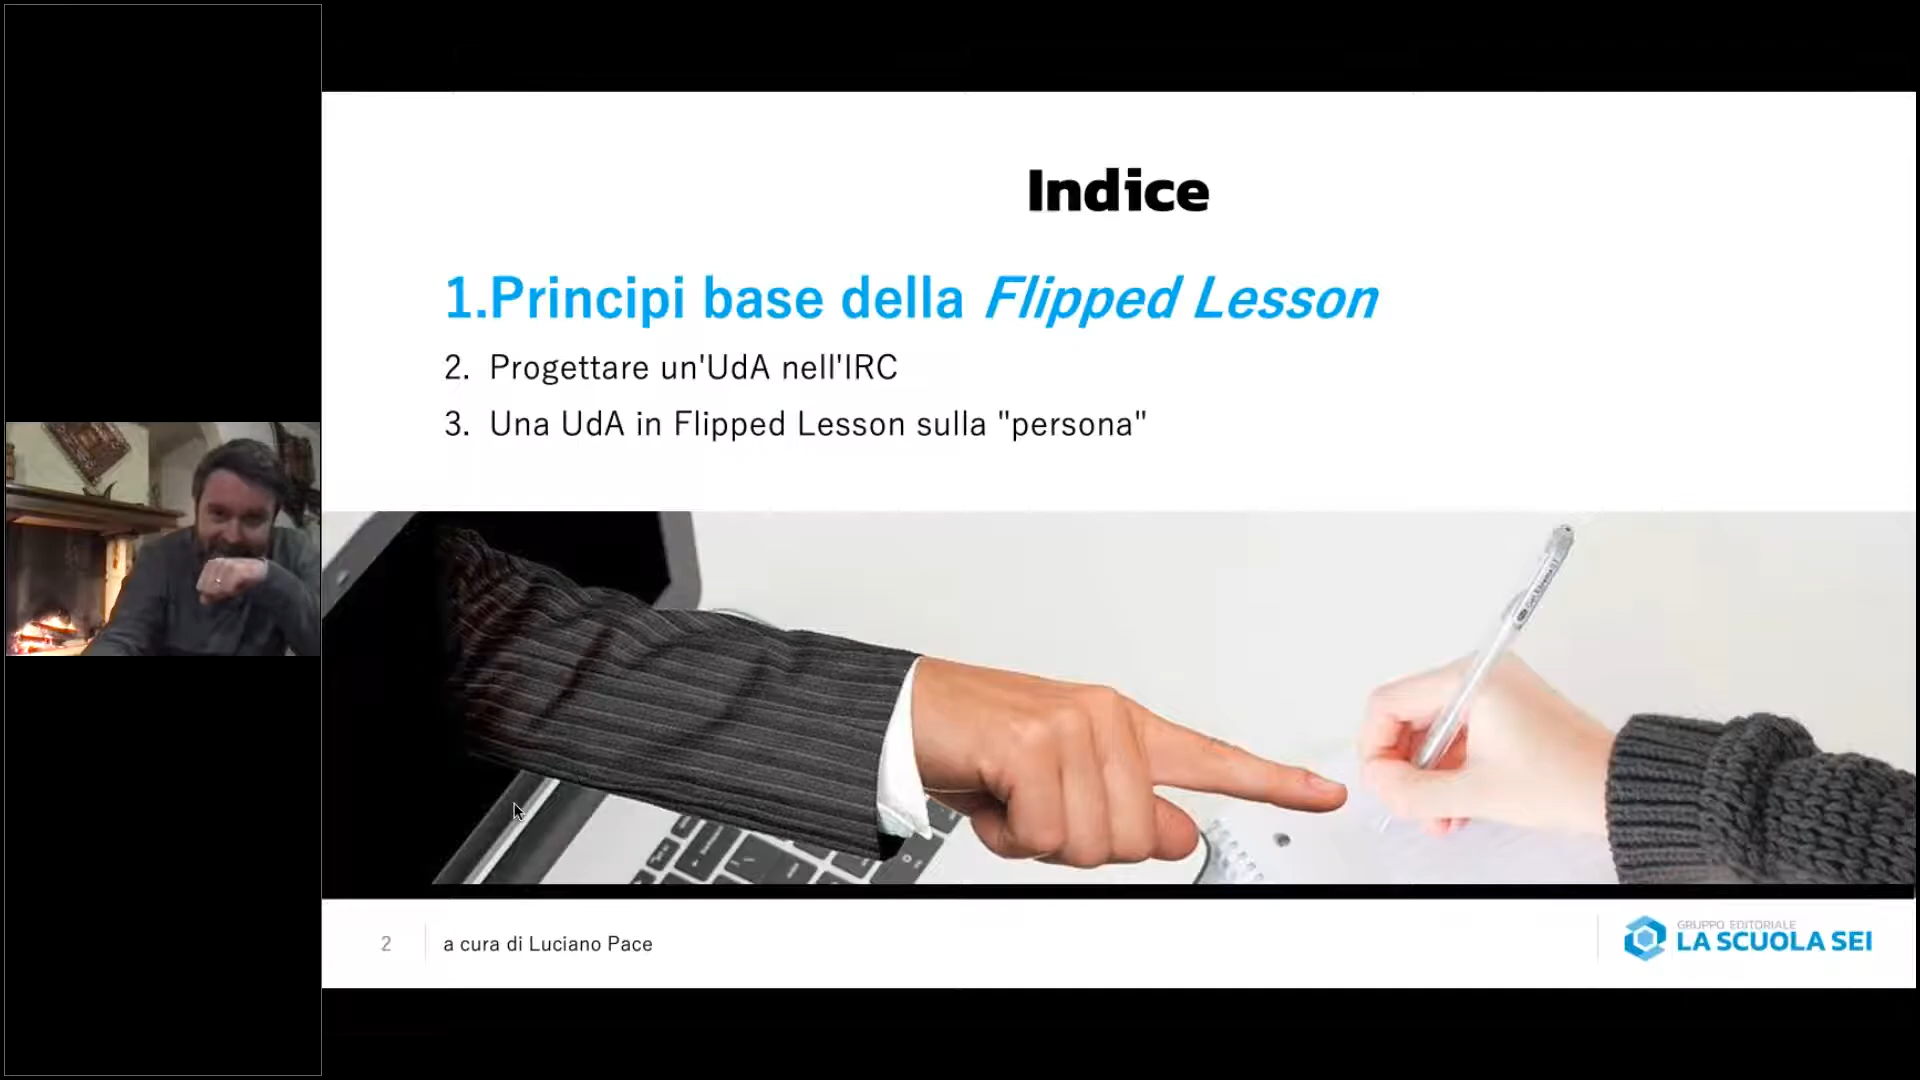 Indice
1.Principi base della Flipped Lesson
2. Progettare un'UdA nell'IRC
3. Una UdA in Flipped Lesson sulla "persona"
2
a cura di Luciano Pace
GRUPPO EDITORIALE
LA SCUOLA SEI